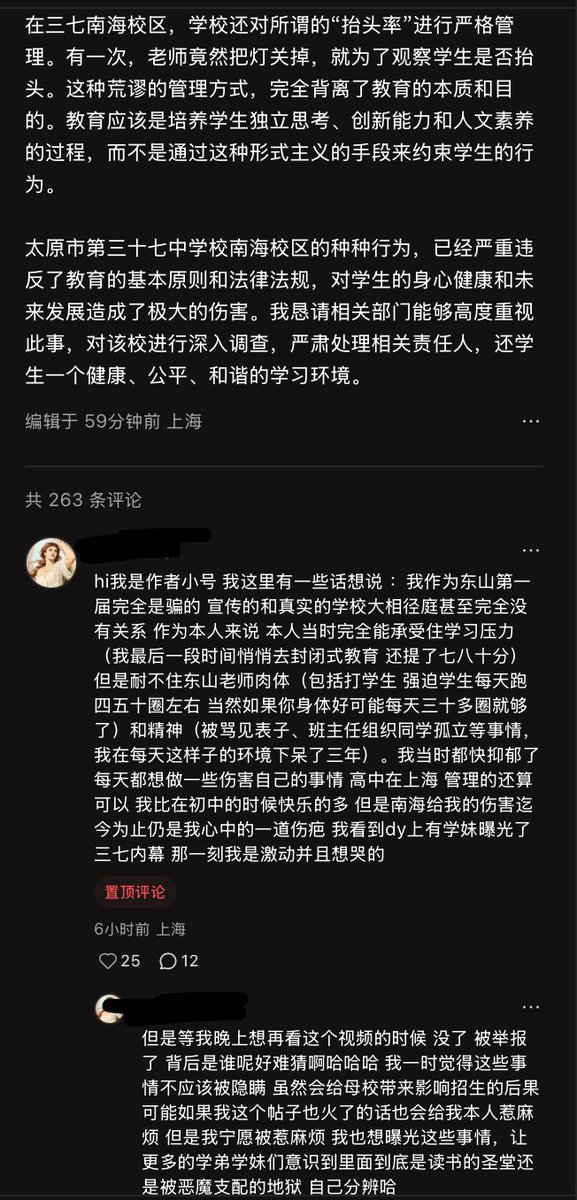 在三七南海校区，学校还对所谓的“抬头率”进行严格管
理。有一次，老师竟然把灯关掉，就为了观察学生是否抬
头。这种荒谬的管理方式，完全背离了教育的本质和目
的。教育应该是培养学生独立思考、创新能力和人文素养
的过程，而不是通过这种形式主义的手段来约束学生的行
为。
太原市第三十七中学校南海校区的种种行为，已经严重违
反了教育的基本原则和法律法规，对学生的身心健康和未
来发展造成了极大的伤害。我恳请相关部门能够高度重视
此事，对该校进行深入调查，严肃处理相关责任人，还学
生一个健康、公平、和谐的学习环境。
编辑于 59分钟前 上海
共 263 条评论
hi我是作者小号 我这里有一些话想说 ：我作为东山第一
届完全是骗的 宣传的和真实的学校大相径庭甚至完全没
有关系 作为本人来说 本人当时完全能承受住学习压力
（我最后一段时间悄悄去封闭式教育 还提了七八十分）
但是耐不住东山老师肉体（包括打学生 强迫学生每天跑
四五十圈左右 当然如果你身体好可能每天三十多圈就够
了）和精神（被骂见表子、班主任组织同学孤立等事情，
我在每天这样子的环境下呆了三年）。我当时都快抑郁了
每天都想做一些伤害自己的事情 高中在上海 管理的还算
可以 我比在初中的时候快乐的多 但是南海给我的伤害迄
今为止仍是我心中的一道伤疤 我看到dy上有学妹曝光了
三七内幕 那一刻我是激动并且想哭的
置顶评论
6小时前 上海
25 12
但是等我晚上想再看这个视频的时候 没了 被举报
了 背后是谁呢好难猜啊哈哈哈 我一时觉得这些事
情不应该被隐瞒 虽然会给母校带来影响招生的后果
可能如果我这个帖子也火了的话也会给我本人惹麻
烦 但是我宁愿被惹麻烦 我也想曝光这些事情，让
更多的学弟学妹们意识到里面到底是读书的圣堂还
是被恶魔支配的地狱 自己分辨哈